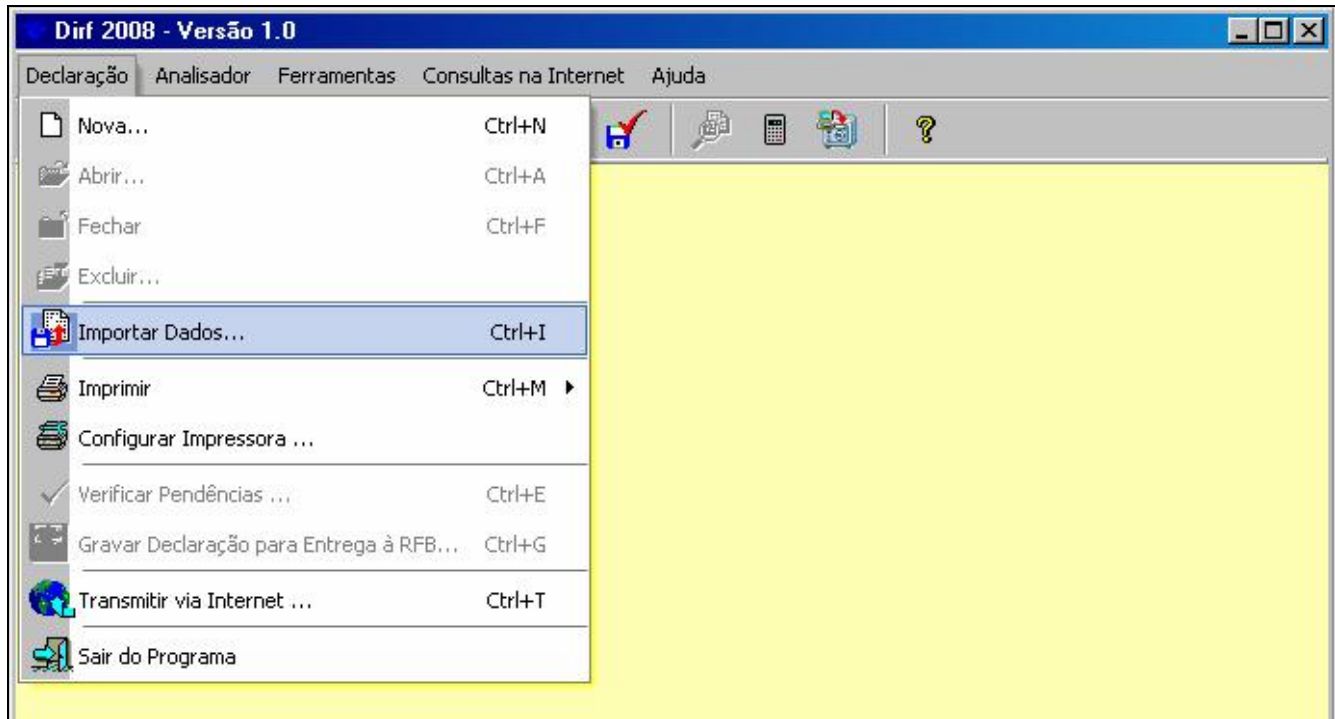 Dirf 2008 - Versão 1.0
Declaração Analisador Ferramentas Consultas na Internet Ajuda
Nova... Ctrl+N
Abrir... Ctrl+A
Fechar Ctrl+F
Excluir...
Importar Dados... Ctrl+I
Imprimir Ctrl+M
Configurar Impressora ...
Verificar Pendências ... Ctrl+E
Gravar Declaração para Entrega à RFB... Ctrl+G
Transmitir via Internet ... Ctrl+T
Sair do Programa